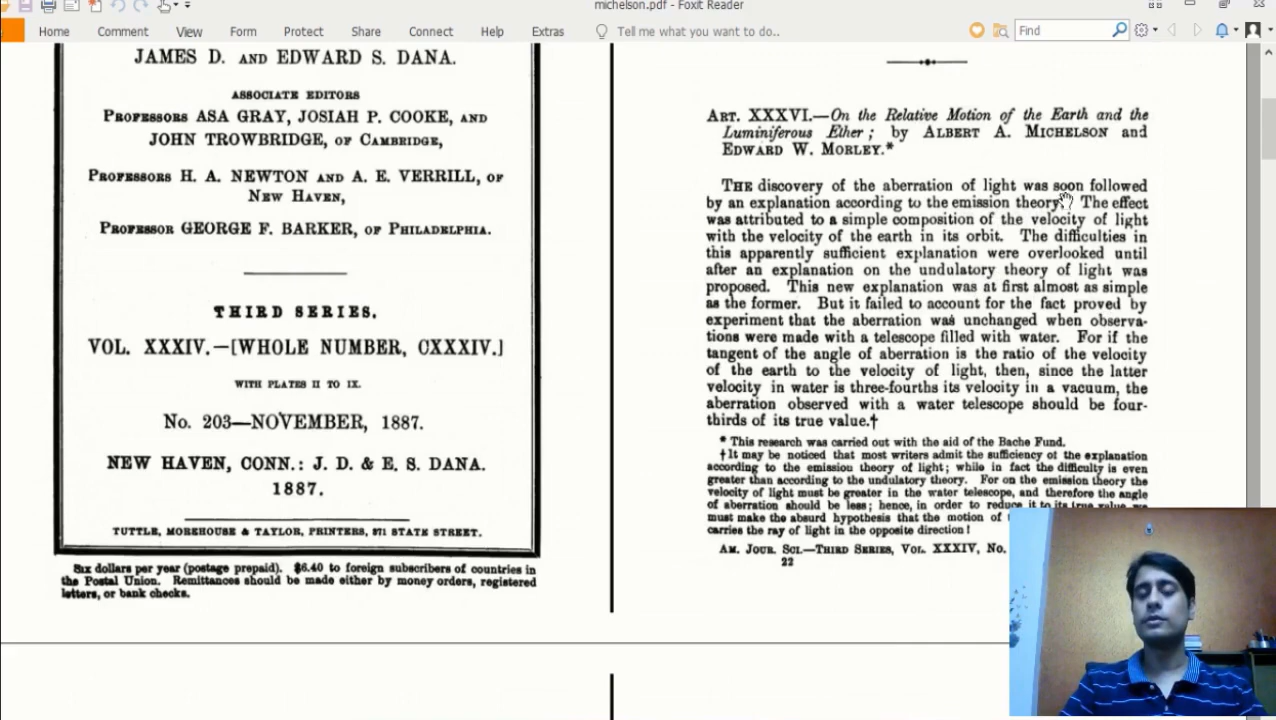 michelson.pdf - Foxit Reader
Home View Comment View Form Protect Share Connect Help Extras Tell me what you want to do.. Find
JAMES D. AND EDWARD S. DANA.
ASSOCIATE EDITORS
PROFESSORS ASA GRAY, JOSIAH P. COOKE, AND
JOHN TROWBRIDGE, OF CAMBRIDGE,
PROFESSORS H. A. NEWTON AND A. E. VERRILL, OF
NEW HAVEN,
PROFESSOR GEORGE F. BARKER, OF PHILADELPHIA.
THIRD SERIES.
VOL. XXXIV.—[WHOLE NUMBER, CXXXIV.]
WITH PLATES II TO IX.
No. 203—NOVEMBER, 1887.
NEW HAVEN, CONN.: J. D. & E. S. DANA.
1887.
TUTTLE, MOREHOUSE & TAYLOR, PRINTERS, 371 STATE STREET.
Six dollars per year (postage prepaid). $6.40 to foreign subscribers of countries in
the Postal Union. Remittances should be made either by money orders, registered
letters, or bank checks.
ART. XXXVI.—On the Relative Motion of the Earth and the
Luminiferous Ether; by ALBERT A. MICHELSON and
EDWARD W. MORLEY.*
THE discovery of the aberration of light was soon followed
by an explanation according to the emission theory. The effect
was attributed to a simple composition of the velocity of light
with the velocity of the earth in its orbit. The difficulties in
this apparently sufficient explanation were overlooked until
after an explanation on the undulatory theory of light was
proposed. This new explanation was at first almost as simple
as the former. But it failed to account for the fact proved by
experiment that the aberration was unchanged when observa-
tions were made with a telescope filled with water. For if the
tangent of the angle of aberration is the ratio of the velocity
of the earth to the velocity of light, then, since the latter
velocity in water is three-fourths its velocity in a vacuum, the
aberration observed with a water telescope should be four-
thirds of its true value.†
* This research was carried out with the aid of the Bache Fund.
† It may be noticed that most writers admit the sufficiency of the explanation
according to the emission theory of light; while in fact the difficulty is even
greater than according to the undulatory theory. For on the emission theory the
velocity of light must be greater in the water telescope, and therefore the angle
of aberration should be less; hence, in order to reduce it to its true value, we
must make the absurd hypothesis that the motion of
carries the ray of light in the opposite direction!
AM. JOUR. SCI.—THIRD SERIES, VOL. XXXIV, NO.
22